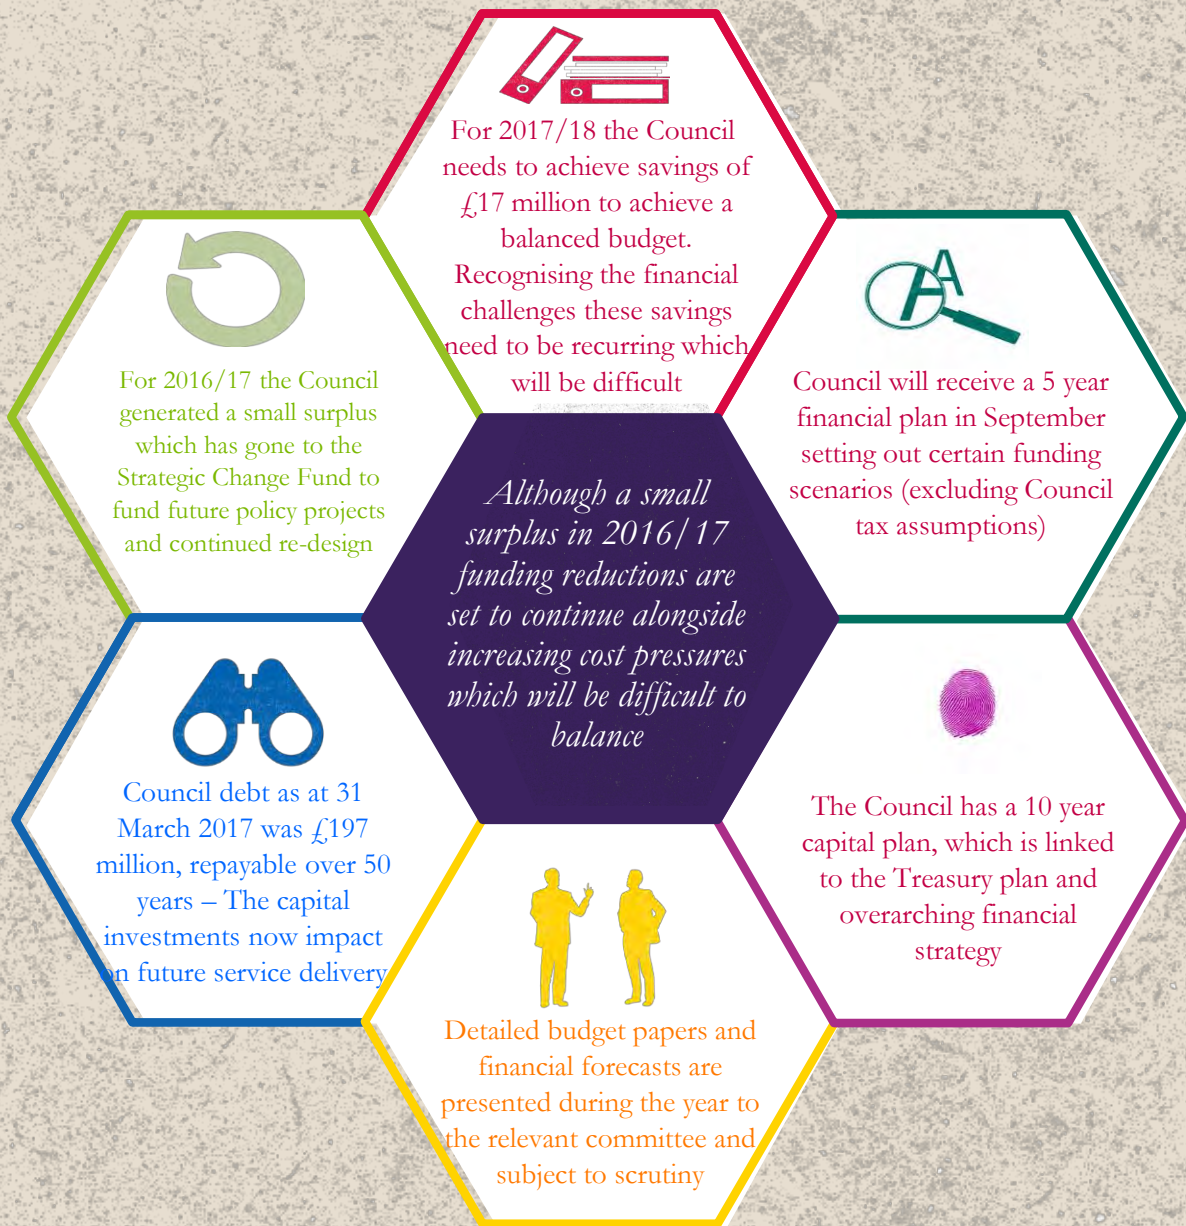 For 2017/18 the Council
needs to achieve savings of
£17 million to achieve a
balanced budget.
Recognising the financial
challenges these savings
need to be recurring which
will be difficult
For 2016/17 the Council
generated a small surplus
which has gone to the
Strategic Change Fund to
fund future policy projects
and continued re-design
Council will receive a 5 year
financial plan in September
setting out certain funding
scenarios (excluding Council
tax assumptions)
Although a small
surplus in 2016/17
funding reductions are
set to continue alongside
increasing cost pressures
which will be difficult to
balance
Council debt as at 31
March 2017 was £197
million, repayable over 50
years – The capital
investments now impact
on future service delivery
The Council has a 10 year
capital plan, which is linked
to the Treasury plan and
overarching financial
strategy
Detailed budget papers and
financial forecasts are
presented during the year to
the relevant committee and
subject to scrutiny